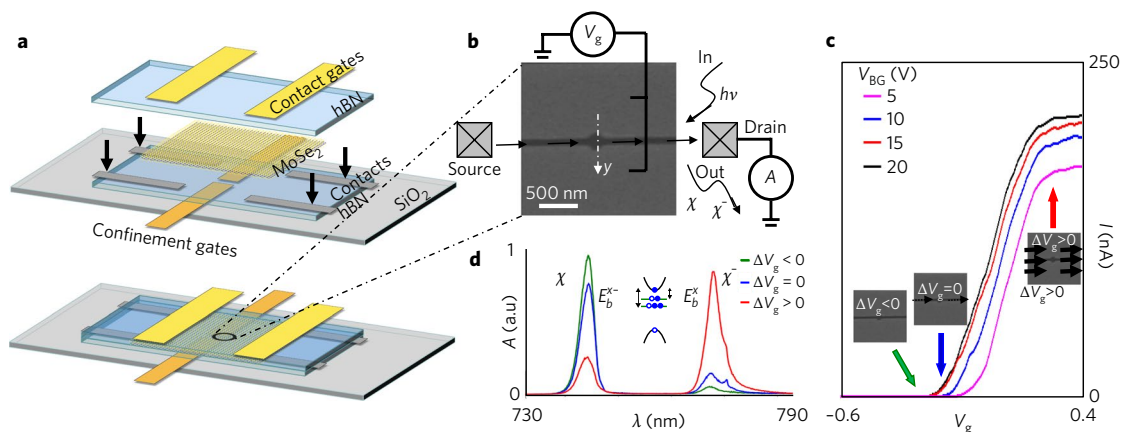 a
Contact gates
hBN
MoSe2
Contacts
hBN
SiO2
Confinement gates
b
Vg
In
hν
Source
Drain
y
A
500 nm
Out
χ
χ−
c
250
VBG (V)
5
10
15
20
I (nA)
ΔVg>0
ΔVg=0
ΔVg<0
ΔVg>0
0
−0.6
Vg
0.4
d
1
χ
Ebx−
Ebx
χ−
ΔVg<0
ΔVg=0
ΔVg>0
A (a.u)
0
730
λ (nm)
790